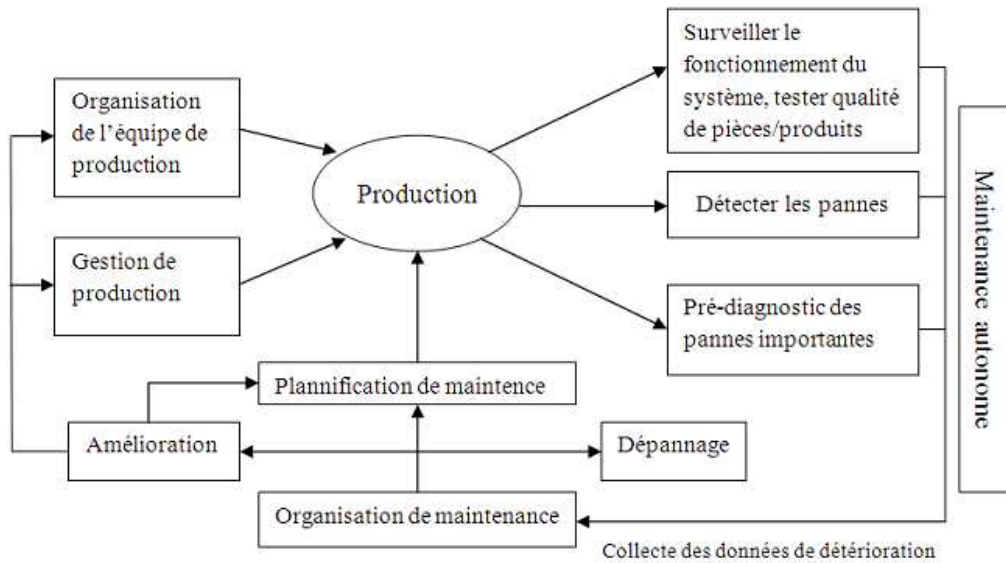 Surveiller le
fonctionnement du
système, tester qualité
de pièces/produits
Organisation
de l'équipe de
production
Production
Détecter les pannes
Gestion de
production
Pré-diagnostic des
pannes importantes
Maintenance autonome
Plannification de maintence
Amélioration
Dépannage
Organisation de maintenance
Collecte des données de détérioration